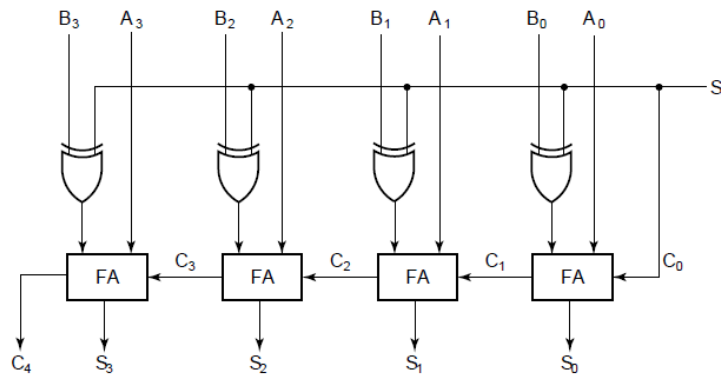 B₃ A₃ B₂ A₂ B₁ A₁ B₀ A₀
S
FA C₃ FA C₂ FA C₁ FA C₀
C₄ S₃ S₂ S₁ S₀